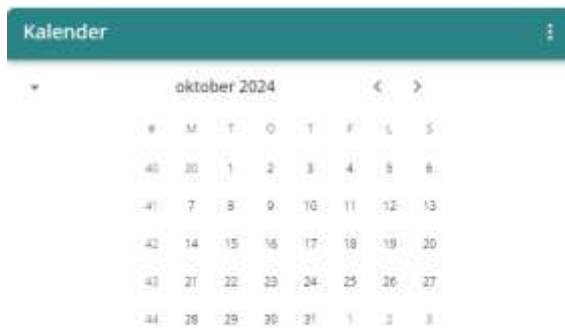 Kalender
oktober 2024
# M T O T F L S
40 30 1 2 3 4 5 6
41 7 8 9 10 11 12 13
42 14 15 16 17 18 19 20
43 21 22 23 24 25 26 27
44 28 29 30 31 1 2 3